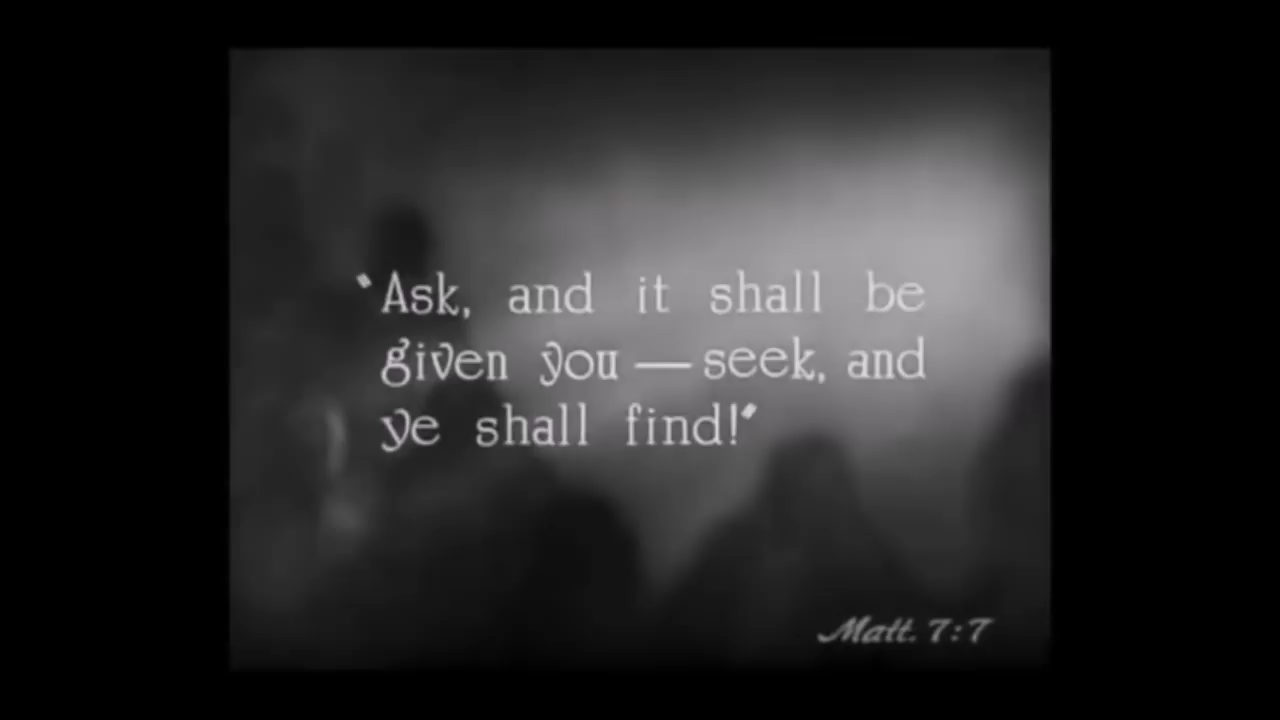 "Ask, and it shall be
given you — seek, and
ye shall find!"
Matt. 7:7